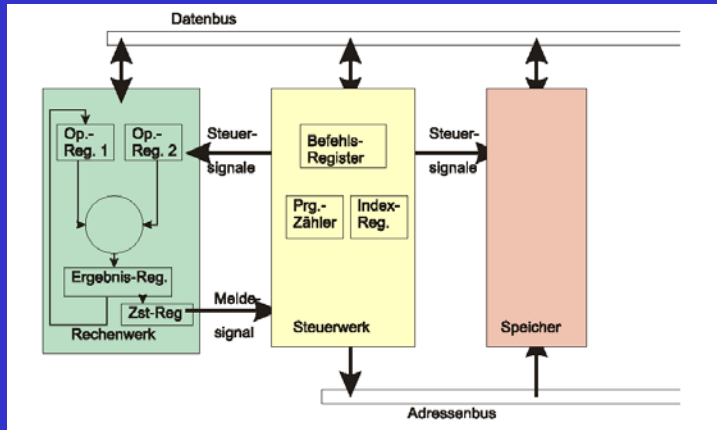 Datenbus
Op.-
Reg. 1
Op.-
Reg. 2
Steuer-
signale
Befehls-
Register
Steuer-
signale
Prg.-
Zähler
Index-
Reg.
Ergebnis-Reg.
Zst-Reg
Rechenwerk
Melde-
signal
Steuerwerk
Speicher
Adressenbus